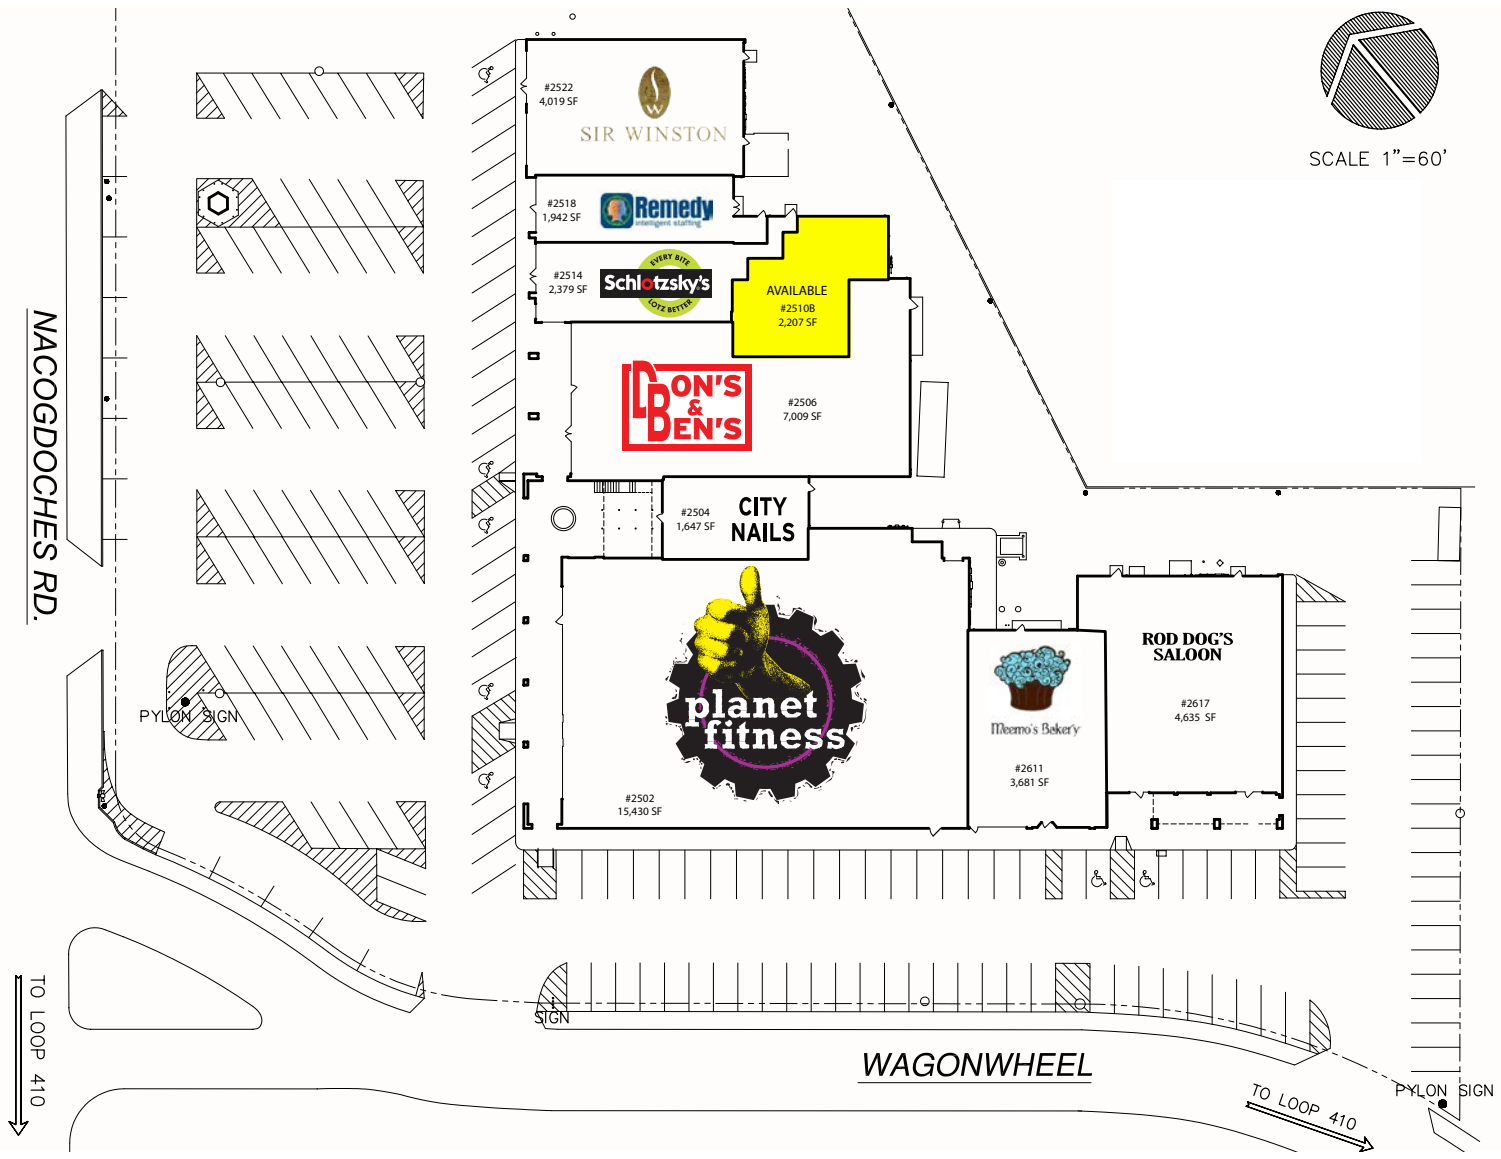 SCALE 1"=60'
#2522
4,019 SF
W
SIR WINSTON
#2518
1,942 SF
Remedy
intelligent staffing
#2514
2,379 SF
EVERY BITE
Schlotzsky's
LOTZ BETTER
AVAILABLE
#2510B
2,207 SF
DON'S
&
BEN'S
#2506
7,009 SF
#2504
1,647 SF
CITY
NAILS
NACOGDOCHES RD.
PYLON SIGN
planet
fitness
#2502
15,430 SF
Meemo's Bakery
#2611
3,681 SF
ROD DOG'S
SALOON
#2617
4,635 SF
TO LOOP 410
SIGN
WAGONWHEEL
TO LOOP 410
PYLON SIGN